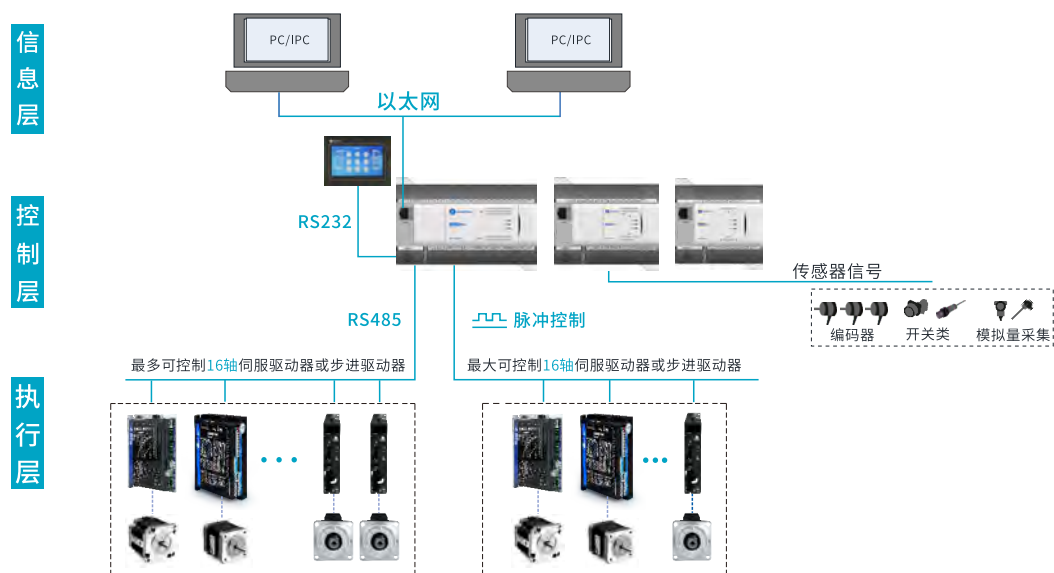 信息层
PC/IPC
PC/IPC
以太网
控制层
RS232
传感器信号
编码器
开关类
模拟量采集
RS485
脉冲控制
执行层
最多可控制16轴伺服驱动器或步进驱动器
最大可控制16轴伺服驱动器或步进驱动器